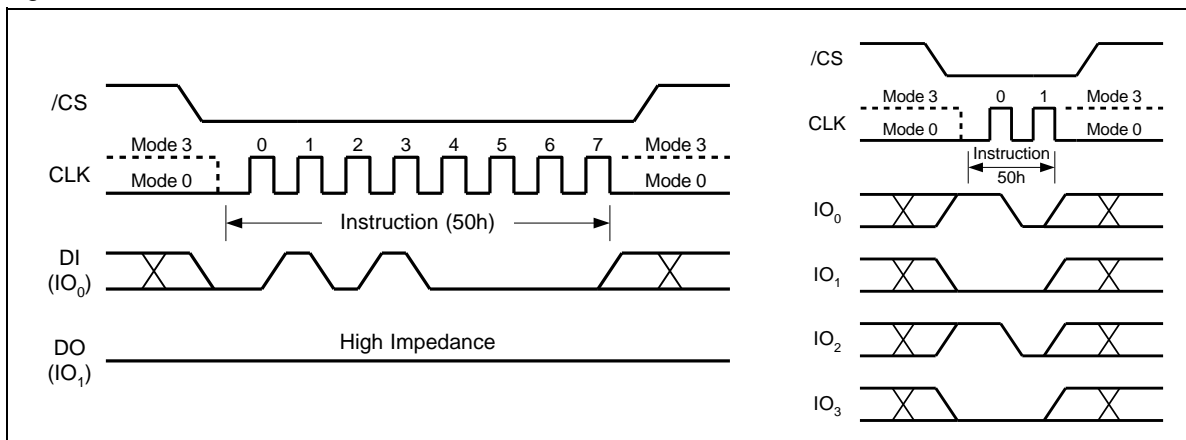 /CS
Mode 3 0 1 2 3 4 5 6 7 Mode 3
CLK
Mode 0 Mode 0
Instruction (50h)
DI
(IO0)
High Impedance
DO
(IO1)
/CS
Mode 3 0 1 Mode 3
CLK
Mode 0 Mode 0
Instruction
50h
IO0
IO1
IO2
IO3